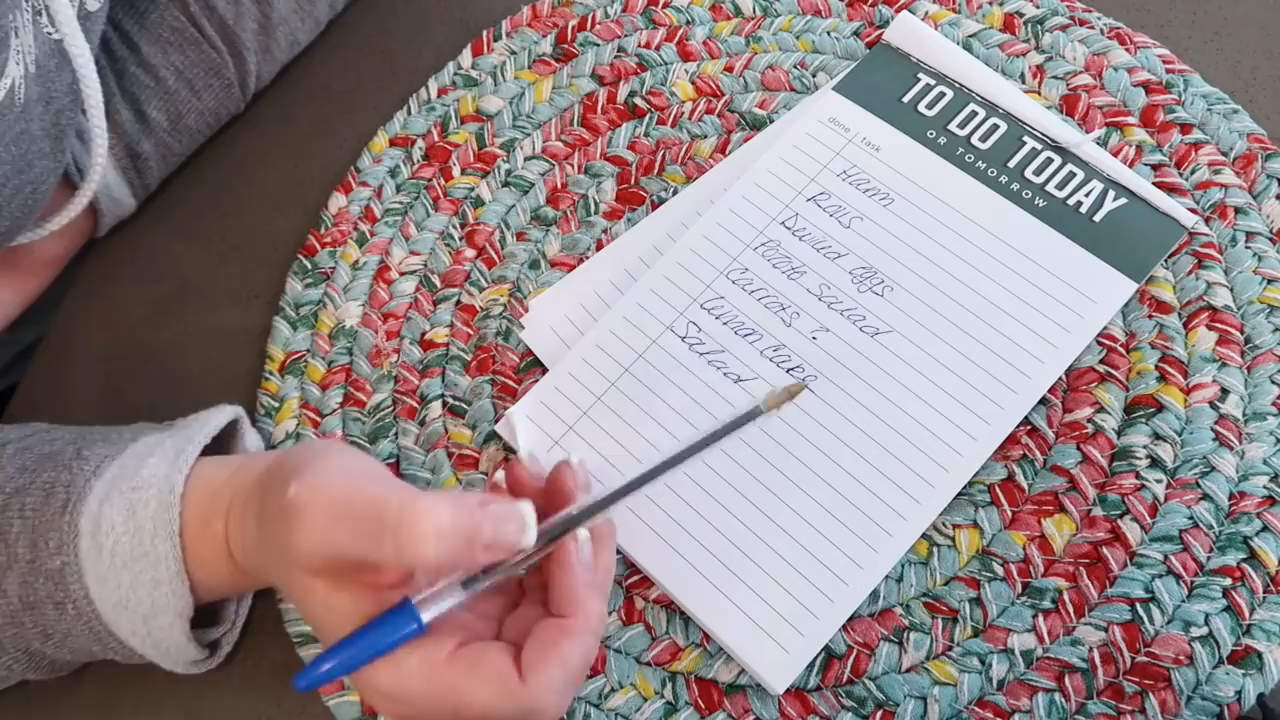 TO DO TODAY
OR TOMORROW
done | task
Ham
Rolls
Deviled eggs
Potato Salad
Carrots ?
Lemon Cake
Salad